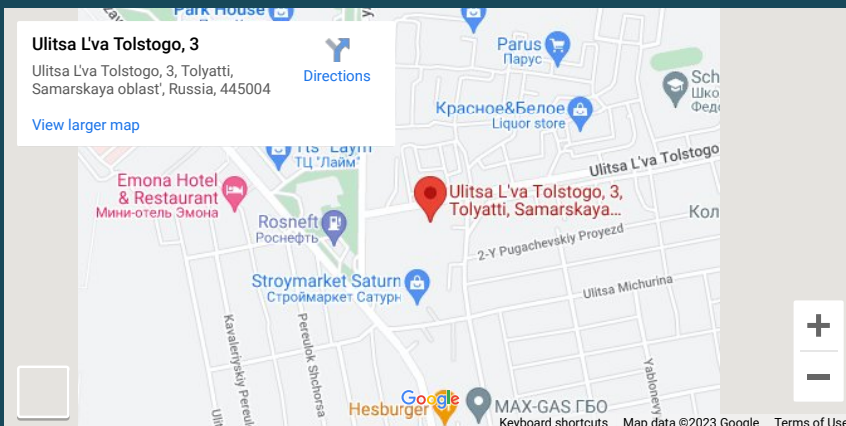 Park House
Ulitsa L'va Tolstogo, 3
Ulitsa L'va Tolstogo, 3, Tolyatti,
Samarskaya oblast', Russia, 445004
Directions
View larger map
Parus
Парус
Sch
Шко
Федо
Красное&Белое
Liquor store
ТЦ "Лайм"
Ulitsa L'va Tolstogo
Emona Hotel
& Restaurant
Мини-отель Эмона
Ulitsa L'va Tolstogo, 3,
Tolyatti, Samarskaya...
Кол
Rosneft
Роснефть
2-Y Pugachevskiy Proyezd
Stroymarket Saturn
Строймаркет Сатурн
Ulitsa Michurina
Kavaleriyskiy Pereu
Pereulok Shchorsa
Yablonevy
Google
Hesburger
MAX-GAS ГБО
Keyboard shortcuts
Map data ©2023 Google
Terms of Use